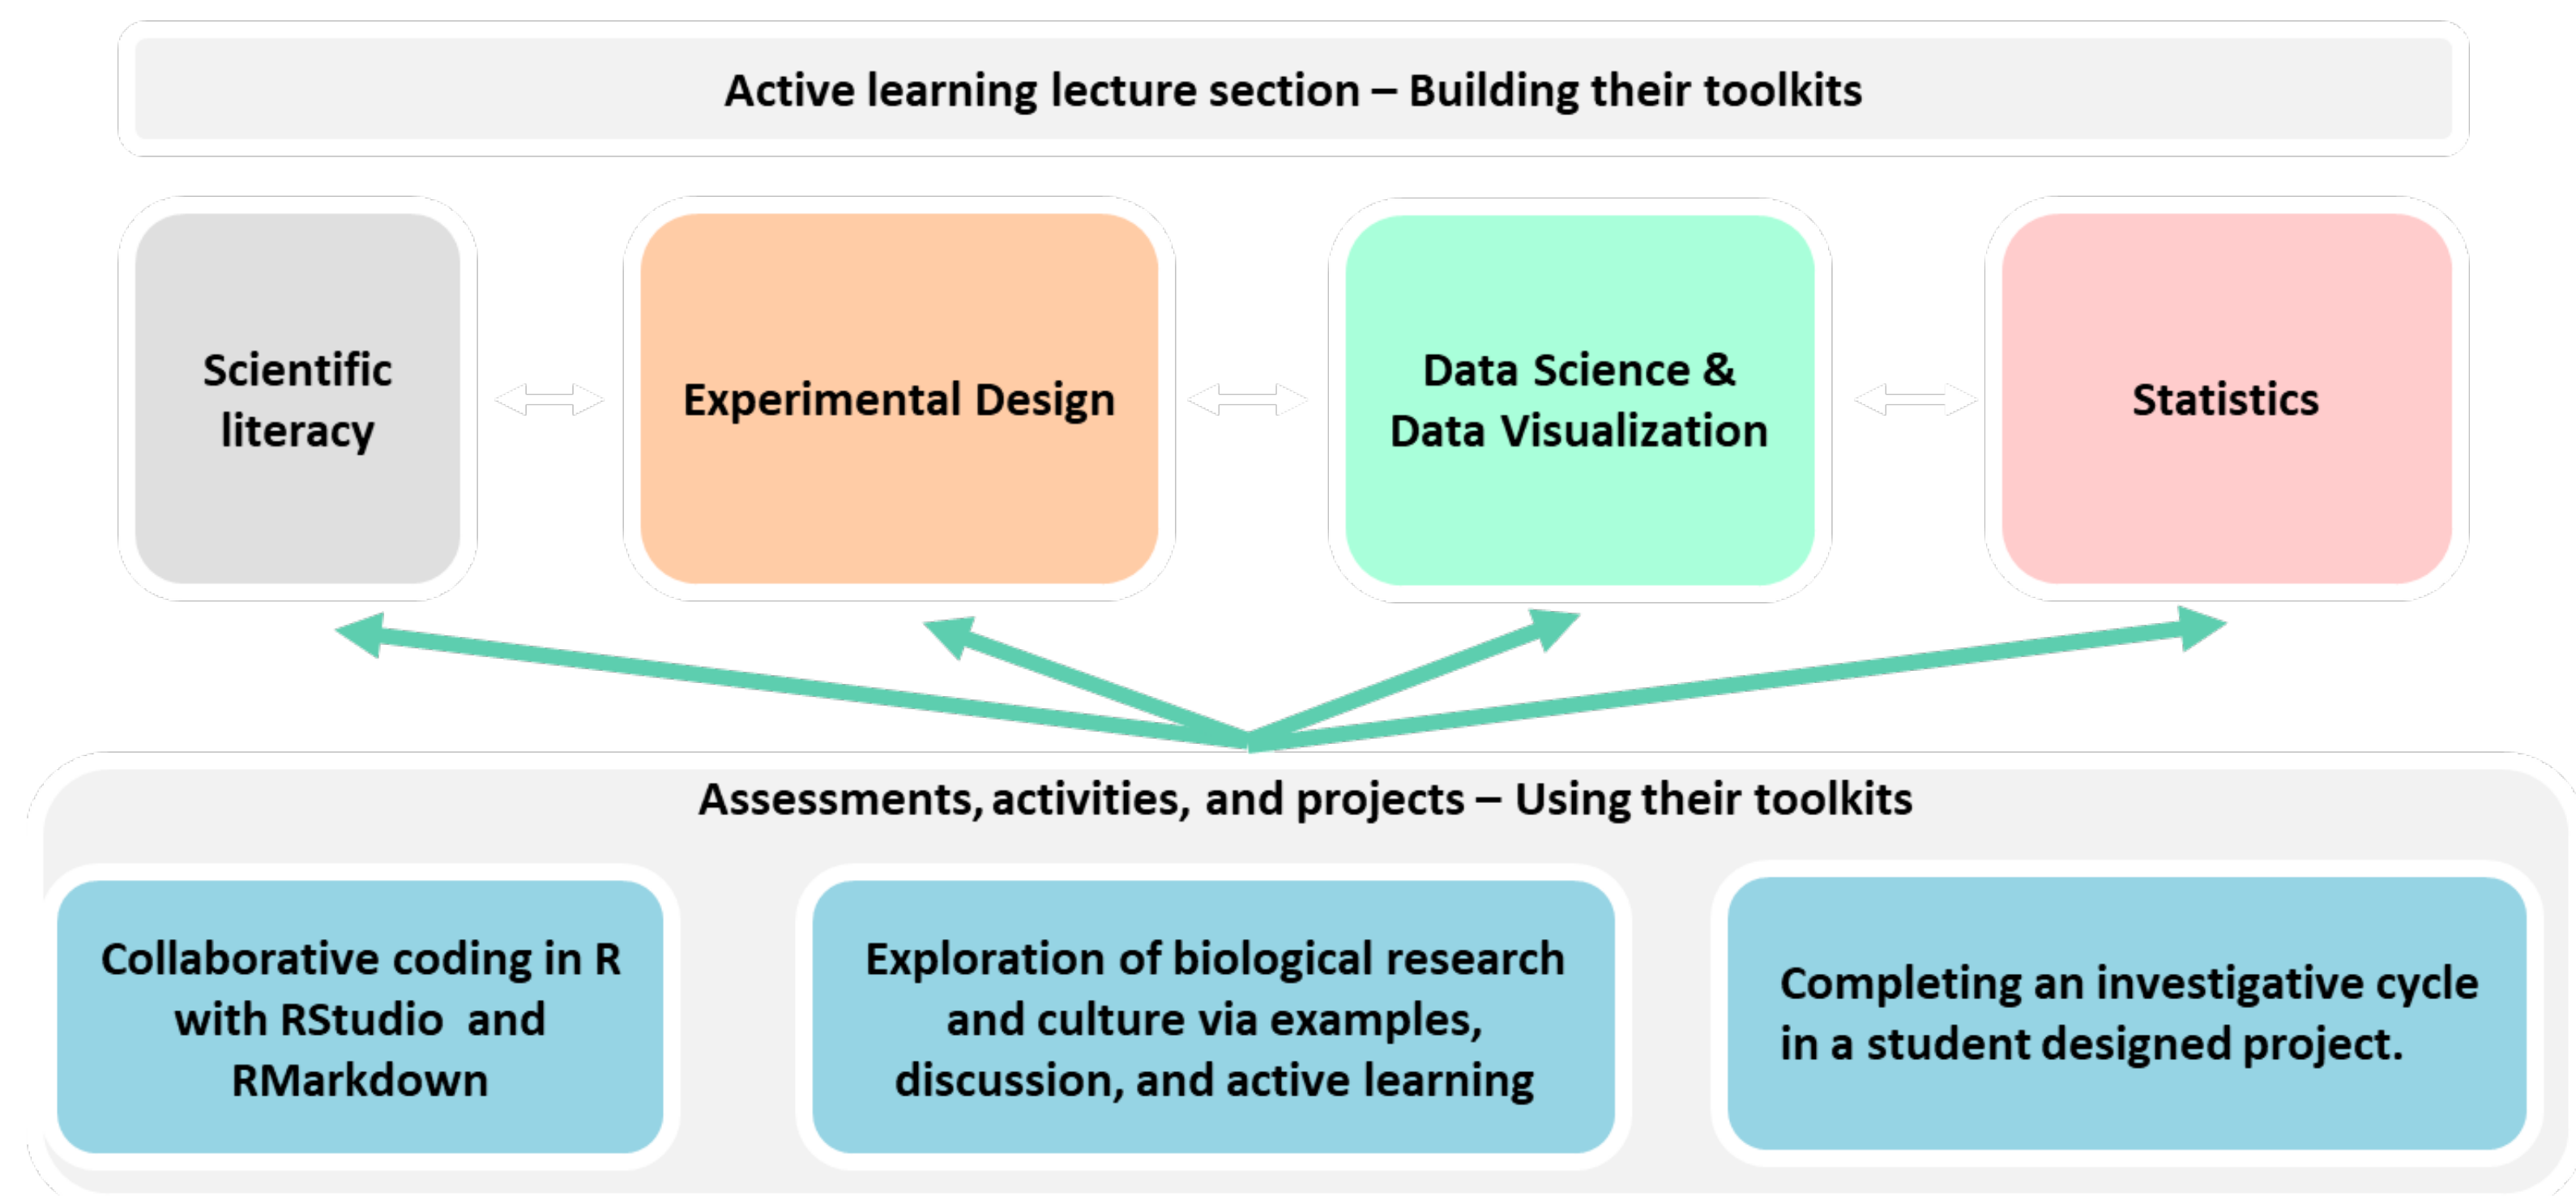 Active learning lecture section – Building their toolkits
Scientific
literacy
Experimental Design
Data Science &
Data Visualization
Statistics
Assessments, activities, and projects – Using their toolkits
Collaborative coding in R
with RStudio  and
RMarkdown
Exploration of biological research
and culture via examples,
discussion, and active learning
Completing an investigative cycle
in a student designed project.